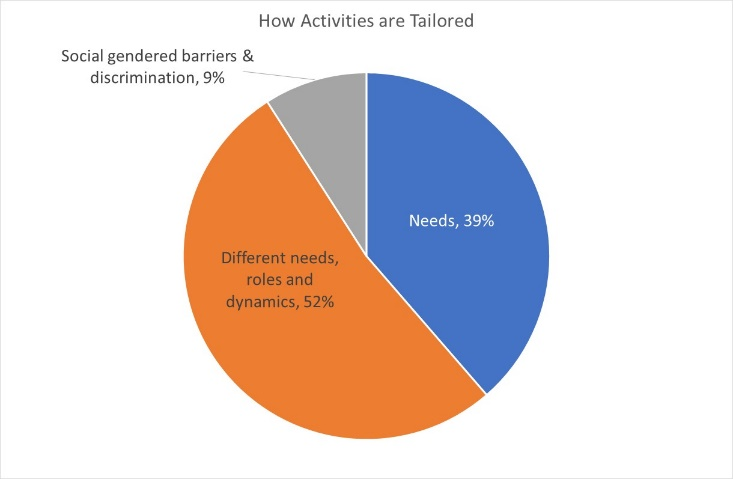 How Activities are Tailored
Social gendered barriers &
discrimination, 9%
Needs, 39%
Different needs,
roles and
dynamics, 52%